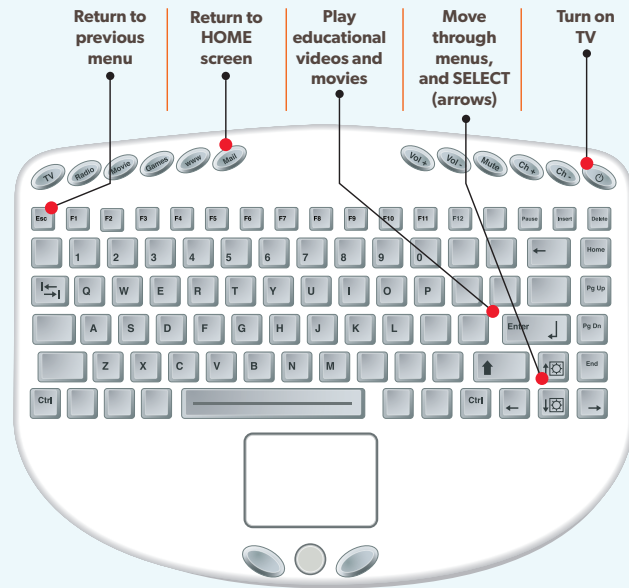 Return to
previous
menu
Return to
HOME
screen
Play
educational
videos and
movies
Move
through
menus,
and SELECT
(arrows)
Turn on
TV
TV Radio Movie Games www Mail Vol + Vol - Mute Ch + Ch -
Esc F1 F2 F3 F4 F5 F6 F7 F8 F9 F10 F11 F12 Pause Insert Delete
1 2 3 4 5 6 7 8 9 0 ← Home
Q W E R T Y U I O P Pg Up
A S D F G H J K L Enter Pg Dn
Z X C V B N M End
Ctrl Ctrl ← ↓ →